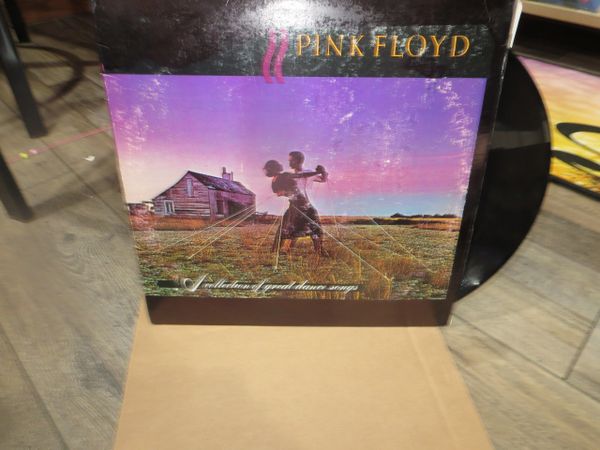 PINK FLOYD
A collection of great dance songs